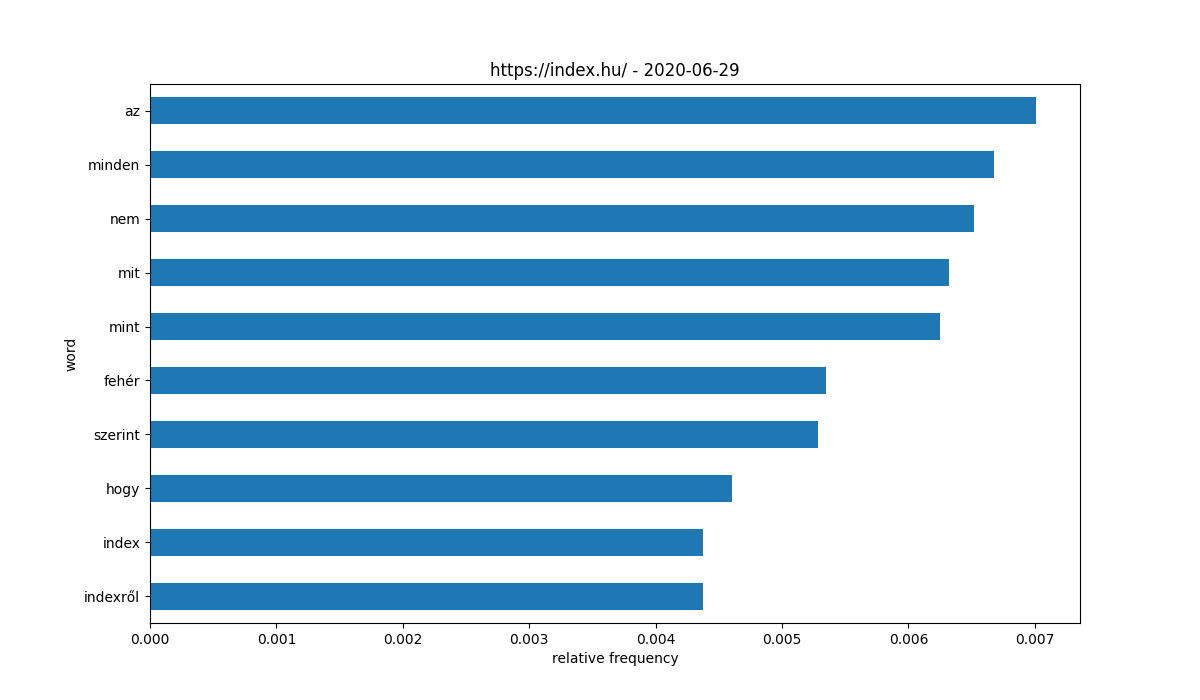 https://index.hu/ - 2020-06-29
az
minden
nem
mit
mint
fehér
szerint
hogy
index
indexről
word
0.000 0.001 0.002 0.003 0.004 0.005 0.006 0.007
relative frequency